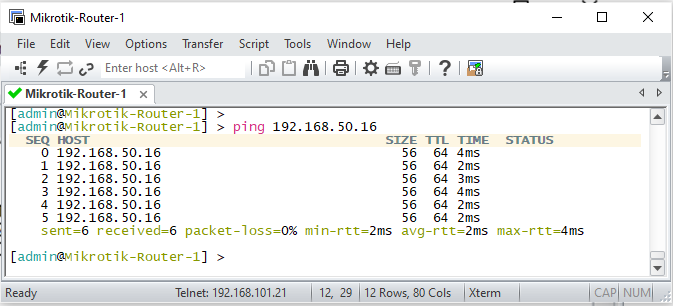 Mikrotik-Router-1
File Edit View Options Transfer Script Tools Window Help
Enter host <Alt+R>
Mikrotik-Router-1
[admin@Mikrotik-Router-1] >
[admin@Mikrotik-Router-1] > ping 192.168.50.16
SEQ HOST SIZE TTL TIME STATUS
0 192.168.50.16 56 64 4ms
1 192.168.50.16 56 64 2ms
2 192.168.50.16 56 64 3ms
3 192.168.50.16 56 64 4ms
4 192.168.50.16 56 64 2ms
5 192.168.50.16 56 64 2ms
sent=6 received=6 packet-loss=0% min-rtt=2ms avg-rtt=2ms max-rtt=4ms
[admin@Mikrotik-Router-1] >
Ready Telnet: 192.168.101.21 12, 29 12 Rows, 80 Cols Xterm CAP NUM